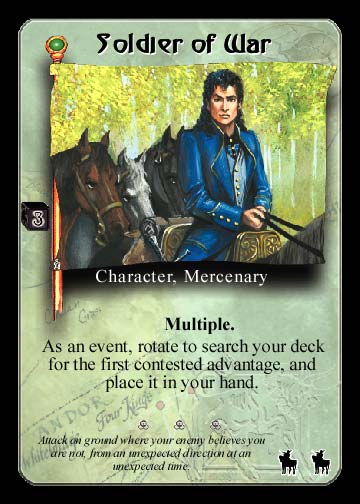 Soldier of War
3
Character, Mercenary
Multiple.
As an event, rotate to search your deck
for the first contested advantage, and
place it in your hand.
Four Kings
Attack on ground where your enemy believes you
are not, from an unexpected direction at an
unexpected time.